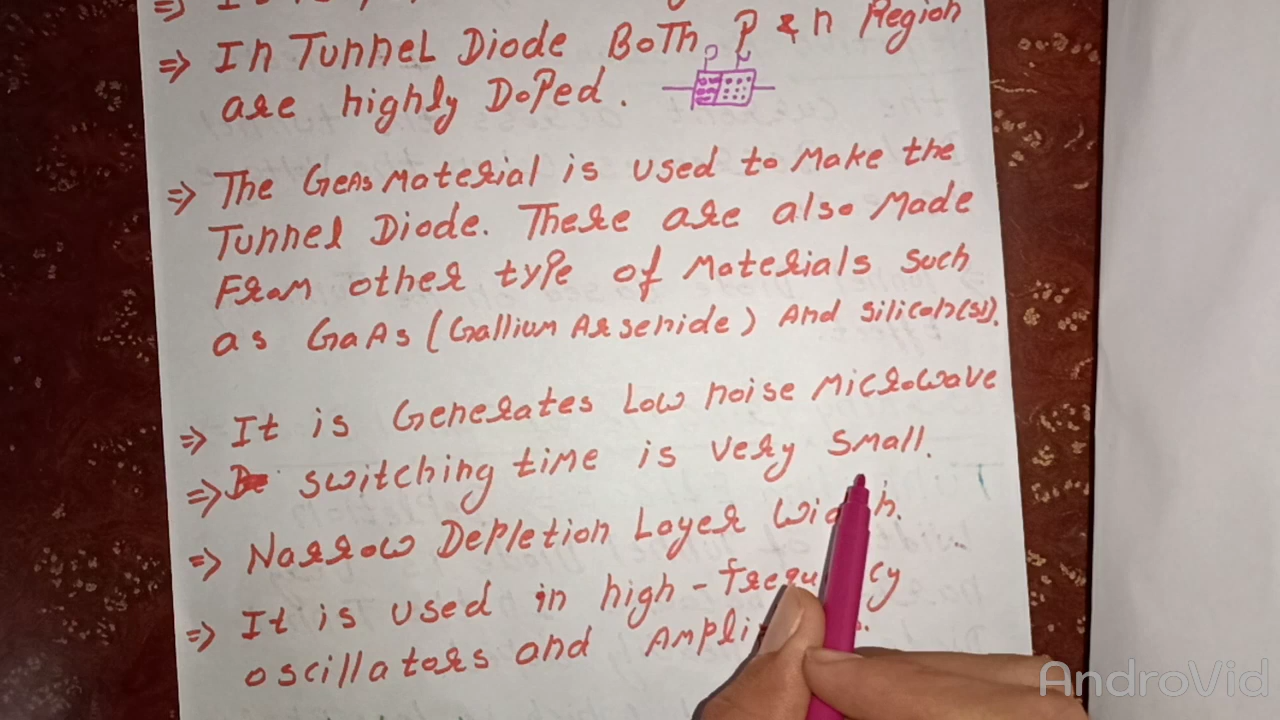 ⇒ In Tunnel Diode Both P & n Region
are highly Doped.
⇒ The GeAs Material is used to Make the
Tunnel Diode. There are also Made
From other type of Materials such
as GaAs (Gallium Arsenide) And silicon(si).
⇒ It is Generates Low noise Microwave
⇒ switching time is very small.
⇒ Narrow Depletion Layer
⇒ It is used in high-frequency
oscillators and
AndroVid